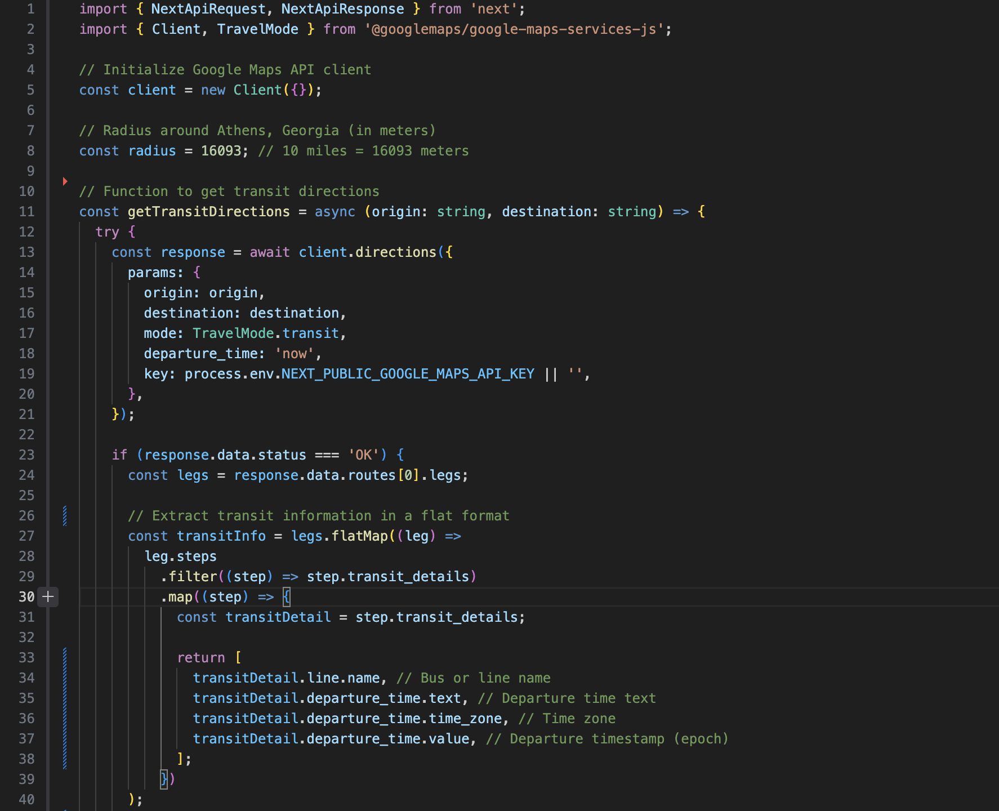 1 import { NextApiRequest, NextApiResponse } from 'next';
2 import { Client, TravelMode } from '@googlemaps/google-maps-services-js';
3
4 // Initialize Google Maps API client
5 const client = new Client({});
6
7 // Radius around Athens, Georgia (in meters)
8 const radius = 16093; // 10 miles = 16093 meters
9
10 // Function to get transit directions
11 const getTransitDirections = async (origin: string, destination: string) => {
12 try {
13 const response = await client.directions({
14 params: {
15 origin: origin,
16 destination: destination,
17 mode: TravelMode.transit,
18 departure_time: 'now',
19 key: process.env.NEXT_PUBLIC_GOOGLE_MAPS_API_KEY || '',
20 },
21 });
22
23 if (response.data.status === 'OK') {
24 const legs = response.data.routes[0].legs;
25
26 // Extract transit information in a flat format
27 const transitInfo = legs.flatMap((leg) =>
28 leg.steps
29 .filter((step) => step.transit_details)
30 .map((step) => {
31 const transitDetail = step.transit_details;
32
33 return [
34 transitDetail.line.name, // Bus or line name
35 transitDetail.departure_time.text, // Departure time text
36 transitDetail.departure_time.time_zone, // Time zone
37 transitDetail.departure_time.value, // Departure timestamp (epoch)
38 ];
39 })
40 );